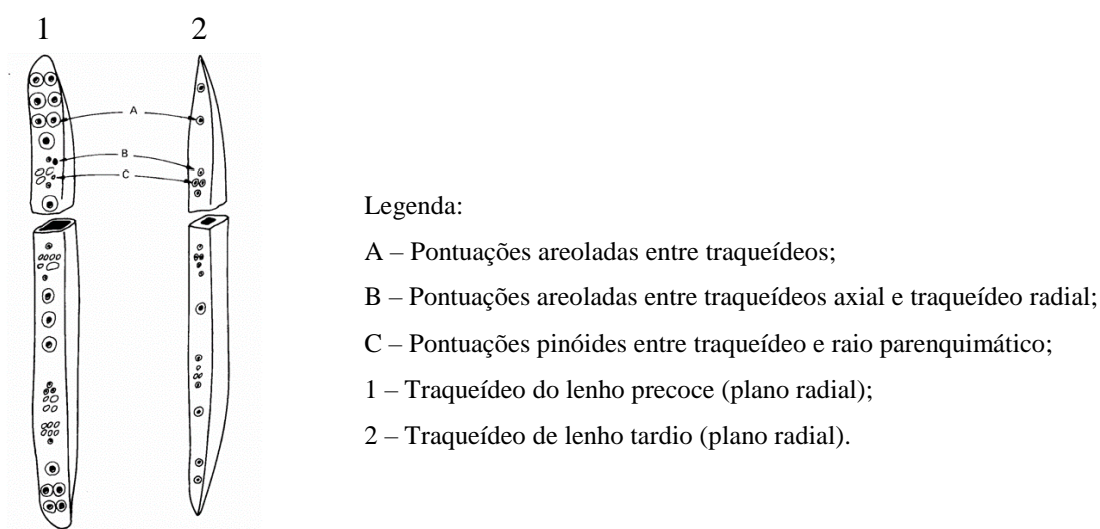 1 2
A
B
C
Legenda:
A – Pontuações areoladas entre traqueídeos;
B – Pontuações areoladas entre traqueídeos axial e traqueídeo radial;
C – Pontuações pinóides entre traqueídeo e raio parenquimático;
1 – Traqueídeo do lenho precoce (plano radial);
2 – Traqueídeo de lenho tardio (plano radial).